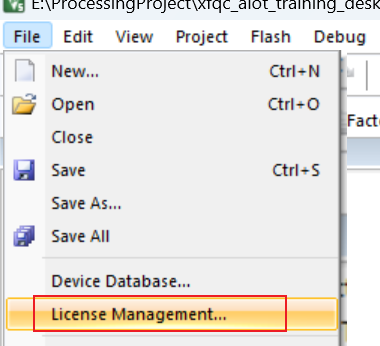 E:\ProcessingProject\xfqc_aiot_training_desk
File Edit View Project Flash Debug
New... Ctrl+N
Open Ctrl+O
Fact
Close
Save Ctrl+S
Save As...
Save All
Device Database...
License Management...